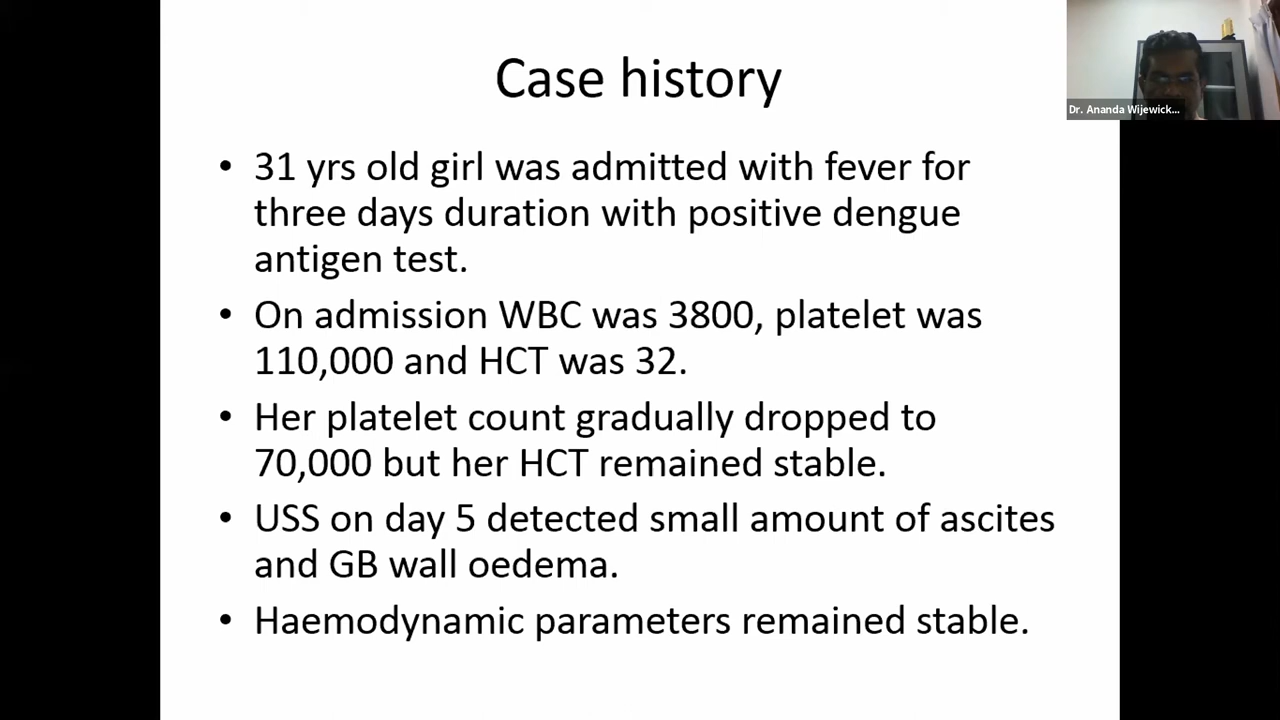 Case history
Dr. Ananda Wijewick...
• 31 yrs old girl was admitted with fever for
three days duration with positive dengue
antigen test.
• On admission WBC was 3800, platelet was
110,000 and HCT was 32.
• Her platelet count gradually dropped to
70,000 but her HCT remained stable.
• USS on day 5 detected small amount of ascites
and GB wall oedema.
• Haemodynamic parameters remained stable.